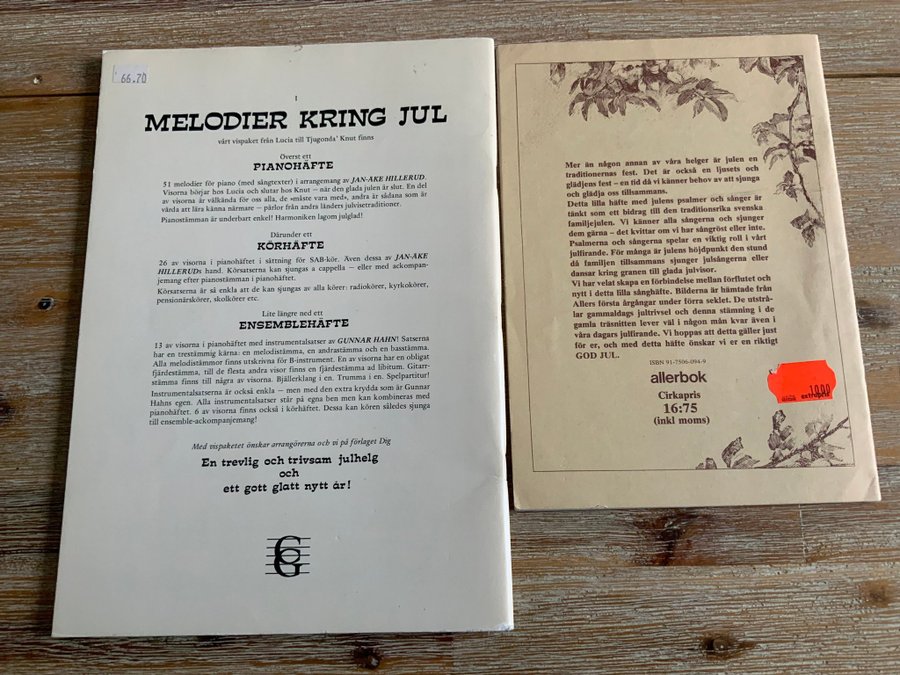 66.70
MELODIER KRING JUL
vårt vispaket från Lucia till Tjugonda' Knut finns
Överst ett
PIANOHÄFTE
51 melodier för piano (med sångtexter) i arrangemang av JAN-ÅKE HILLERUD.
Visorna börjar hos Lucia och slutar hos Knut – när den glada julen är slut. En del
av visorna är välkända för oss alla, de »måste vara med», andra är sådana som är
värda att lära känna närmare – pärlor från andra länders julvisetraditioner.
Pianostämman är underbart enkel! Harmoniken lagom julglad!
Därunder ett
KÖRHÄFTE
26 av visorna i pianohäftet i sättning för SAB-kör. Även dessa av JAN-ÅKE
HILLERUDs hand. Körsatserna kan sjungas a cappella – eller med ackompan-
jemang efter pianostämman i pianohäftet.
Körsatserna är så enkla att de kan sjungas av alla körer: radiokörer, kyrkokörer,
pensionärskörer, skolkörer etc.
Lite längre ned ett
ENSEMBLEHÄFTE
13 av visorna i pianohäftet med instrumentalsatser av GUNNAR HAHN! Satserna
har en trestämmig kärna: en melodistämma, en andrastämma och en basstämma.
Alla melodistämmor finns utskrivna för B-instrument. En av visorna har en obligat
fjärdestämma, till de flesta andra visor finns en fjärdestämma ad libitum. Gitarr-
stämma finns till några av visorna. Bjällerklang i en. Trumma i en. Spelpartitur!
Instrumentalsatserna är också enkla – men med den extra krydda som är Gunnar
Hahns egen. Alla instrumentalsatser står på egna ben men kan kombineras med
pianohäftet. 6 av visorna finns också i körhäftet. Dessa kan kören således sjunga
till ensemble-ackompanjemang!
Med vispaketet önskar arrangörerna och vi på förlaget Dig
En trevlig och trivsam julhelg
och
ett gott glatt nytt år!
G
Mer än någon annan av våra helger är julen en
traditionernas fest. Det är också en ljusets och
glädjens fest – en tid då vi känner behov av att sjunga
och glädja oss tillsammans.
Detta lilla häfte med julens psalmer och sånger är
tänkt som ett bidrag till den traditionsrika svenska
familjejulen. Vi känner alla sångerna och sjunger
dem gärna – det kvittar om vi har sångröst eller inte.
Psalmerna och sångerna spelar en viktig roll i vårt
julfirande. För många är julens höjdpunkt den stund
då familjen tillsammans sjunger julsångerna eller
dansar kring granen till glada julvisor.
Vi har velat skapa en förbindelse mellan förflutet och
nytt i detta lilla sånghäfte. Bilderna är hämtade från
Allers första årgångar under förra seklet. De utstrå-
lar gammaldags jultrivsel och denna stämning i de
gamla träsnitten lever väl i någon mån kvar även i
våra dagars julfirande. Vi hoppas att detta gäller just
för er, och med detta häfte önskar vi er en riktigt
GOD JUL.
ISBN 91-7506-094-9
allerbok
Cirkapris
16:75
(inkl moms)
10.00
extrapris